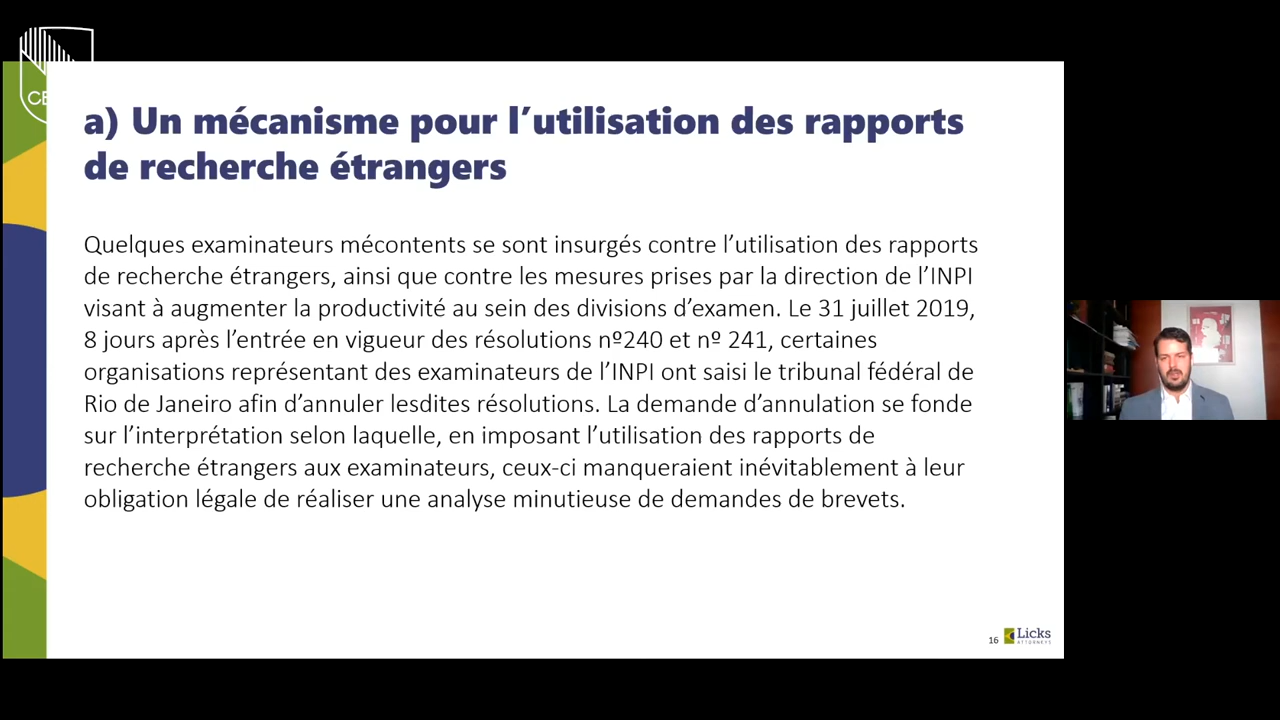 CE
a) Un mécanisme pour l’utilisation des rapports
de recherche étrangers
Quelques examinateurs mécontents se sont insurgés contre l’utilisation des rapports
de recherche étrangers, ainsi que contre les mesures prises par la direction de l’INPI
visant à augmenter la productivité au sein des divisions d’examen. Le 31 juillet 2019,
8 jours après l’entrée en vigueur des résolutions nº240 et nº 241, certaines
organisations représentant des examinateurs de l’INPI ont saisi le tribunal fédéral de
Rio de Janeiro afin d’annuler lesdites résolutions. La demande d’annulation se fonde
sur l’interprétation selon laquelle, en imposant l’utilisation des rapports de
recherche étrangers aux examinateurs, ceux-ci manqueraient inévitablement à leur
obligation légale de réaliser une analyse minutieuse de demandes de brevets.
16
Licks
ATTORNEYS